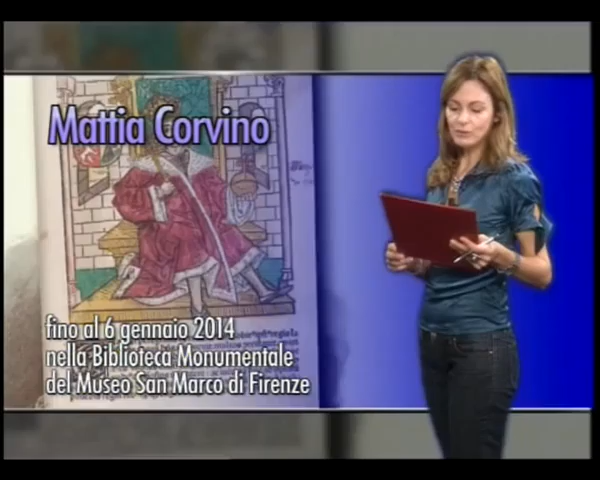 Mattia Corvino
fino al 6 gennaio 2014
nella Biblioteca Monumentale
del Museo San Marco di Firenze